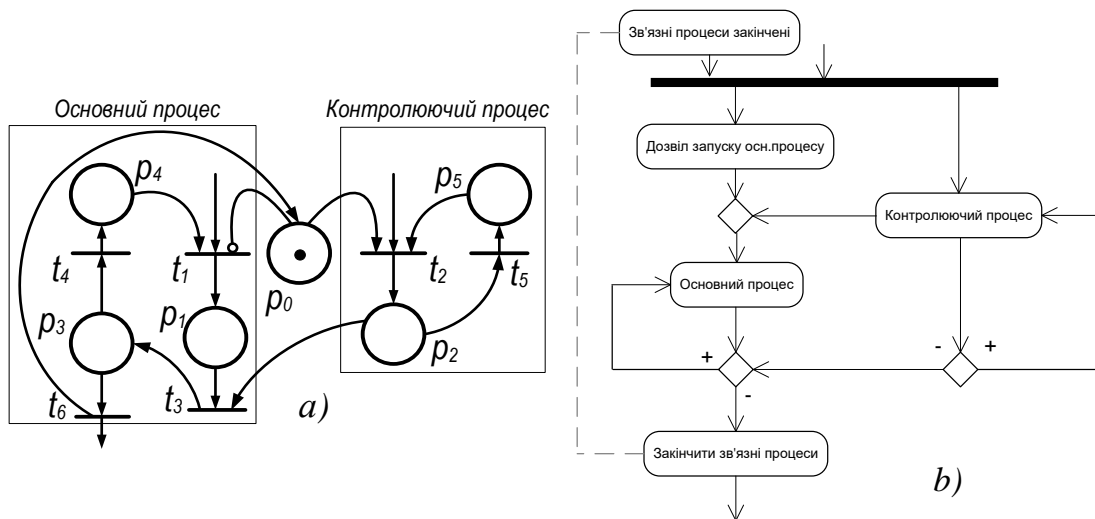 Основний процес
Контролюючий процес
p4
p5
t4
t1
p0
t2
t5
p3
p1
p2
t6
t3
a)
Зв'язні процеси закінчені
Дозвіл запуску осн.процесу
Контролюючий процес
Основний процес
+
-
+
-
Закінчити зв'язні процеси
b)